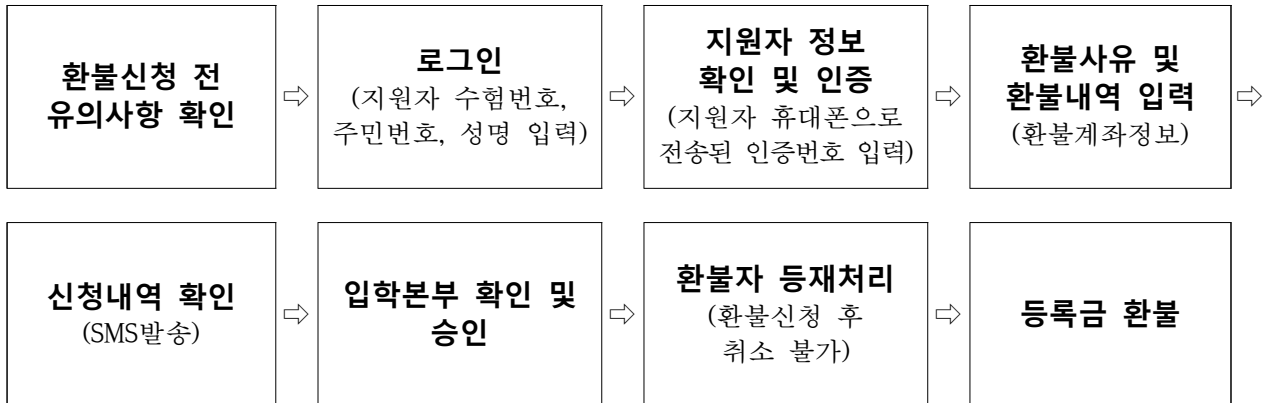 환불신청 전
유의사항 확인
⇨
로그인
(지원자 수험번호,
주민번호, 성명 입력)
⇨
지원자 정보
확인 및 인증
(지원자 휴대폰으로
전송된 인증번호 입력)
⇨
환불사유 및
환불내역 입력
(환불계좌정보)
⇨
신청내역 확인
(SMS발송)
⇨
입학본부 확인 및
승인
⇨
환불자 등재처리
(환불신청 후
취소 불가)
⇨
등록금 환불